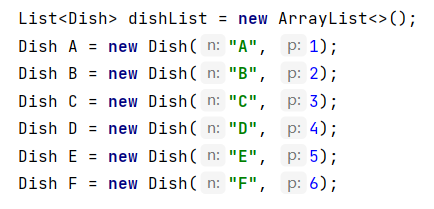 List<Dish> dishList = new ArrayList<>();
Dish A = new Dish( n: "A", p: 1);
Dish B = new Dish( n: "B", p: 2);
Dish C = new Dish( n: "C", p: 3);
Dish D = new Dish( n: "D", p: 4);
Dish E = new Dish( n: "E", p: 5);
Dish F = new Dish( n: "F", p: 6);